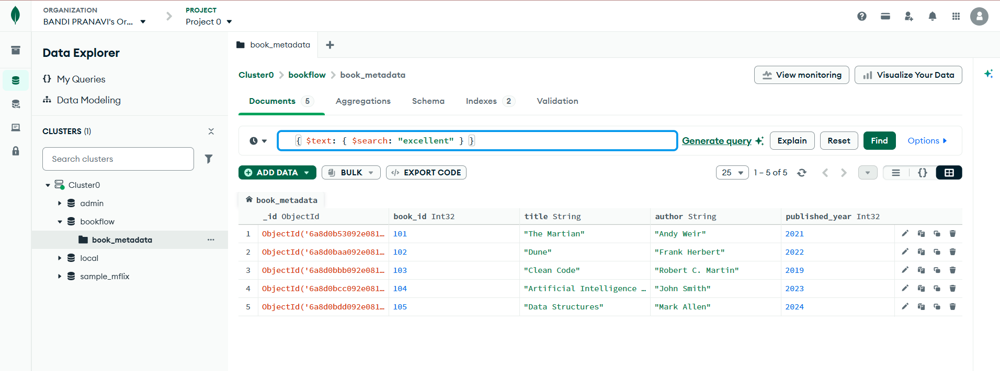 ORGANIZATION
BANDI PRANAVI's Or...
PROJECT
Project 0
Data Explorer
My Queries
Data Modeling
CLUSTERS (1)
Search clusters
Cluster0
admin
bookflow
book_metadata
local
sample_mflix
book_metadata
Cluster0 > bookflow > book_metadata
View monitoring
Visualize Your Data
Documents 5 Aggregations Schema Indexes 2 Validation
{ $text: { $search: "excellent" } }
Generate query
Explain
Reset
Find
Options
ADD DATA
BULK
</> EXPORT CODE
25
1 – 5 of 5
{}
book_metadata
_id ObjectId book_id Int32 title String author String published_year Int32
1 ObjectId('6a8d0b53092e081… 101 "The Martian" "Andy Weir" 2021
2 ObjectId('6a8d0baa092e081… 102 "Dune" "Frank Herbert" 2022
3 ObjectId('6a8d0bbb092e081… 103 "Clean Code" "Robert C. Martin" 2019
4 ObjectId('6a8d0bcc092e081… 104 "Artificial Intelligence … "John Smith" 2023
5 ObjectId('6a8d0bdd092e081… 105 "Data Structures" "Mark Allen" 2024